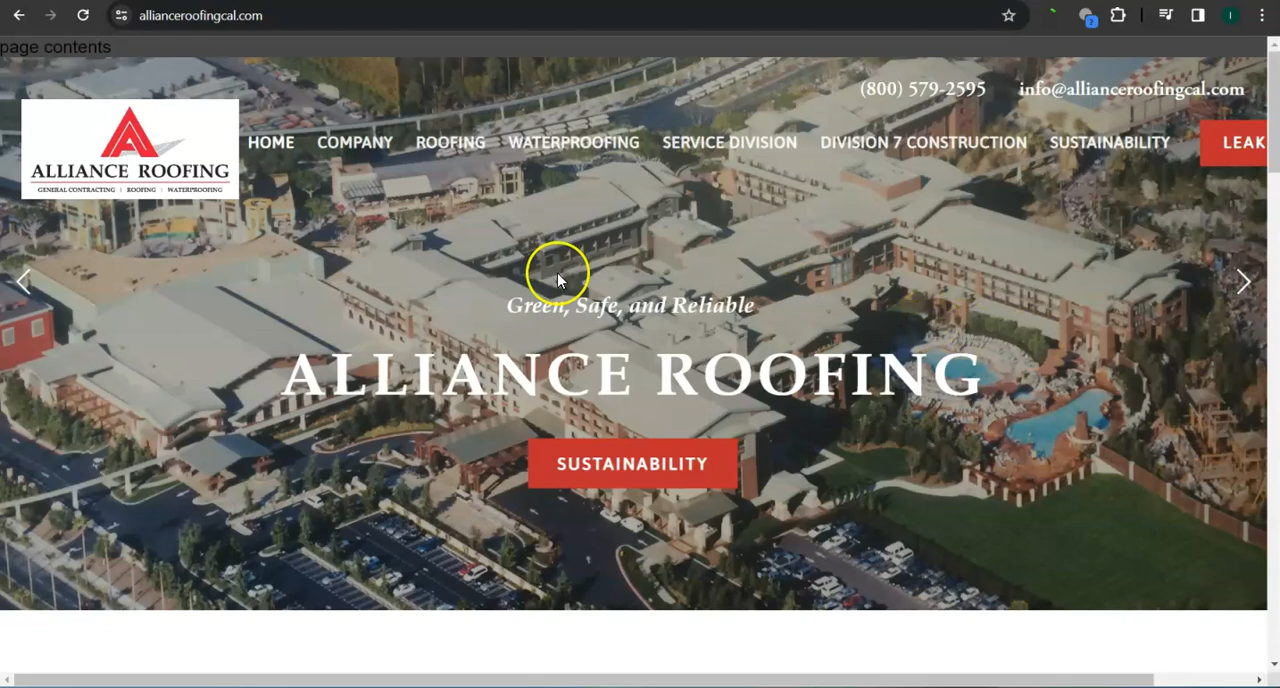 allianceroofingcal.com
2
I
page contents
(800) 579-2595 info@allianceroofingcal.com
ALLIANCE ROOFING
GENERAL CONTRACTING | ROOFING | WATERPROOFING
HOME COMPANY ROOFING WATERPROOFING SERVICE DIVISION DIVISION 7 CONSTRUCTION SUSTAINABILITY LEAK
Green, Safe, and Reliable
ALLIANCE ROOFING
SUSTAINABILITY